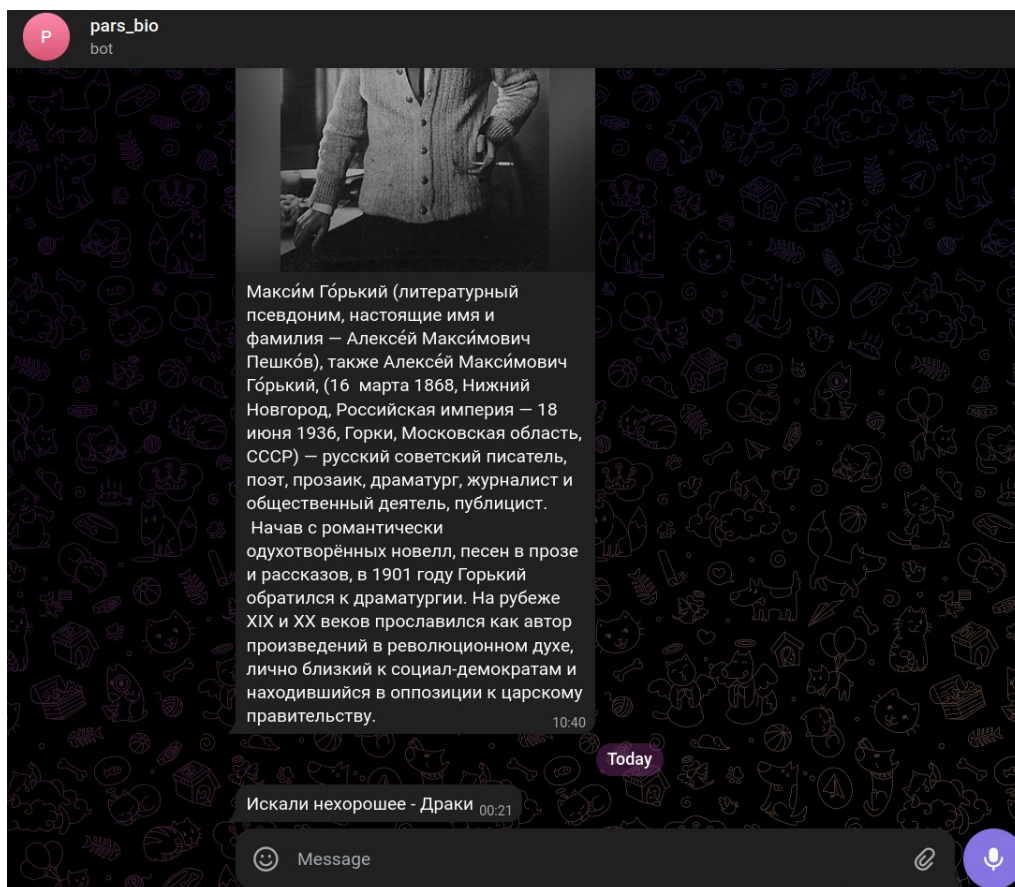 P
pars_bio
bot
Макси́м Го́рький (литературный
псевдоним, настоящие имя и
фамилия — Алексе́й Макси́мович
Пешко́в), также Алексе́й Макси́мович
Го́рький, (16  марта 1868, Нижний
Новгород, Российская империя — 18
июня 1936, Горки, Московская область,
СССР) — русский советский писатель,
поэт, прозаик, драматург, журналист и
общественный деятель, публицист.
Начав с романтически
одухотворённых новелл, песен в прозе
и рассказов, в 1901 году Горький
обратился к драматургии. На рубеже
XIX и XX веков прославился как автор
произведений в революционном духе,
лично близкий к социал-демократам и
находившийся в оппозиции к царскому
правительству.
10:40
Today
Искали нехорошее - Драки 00:21
Message